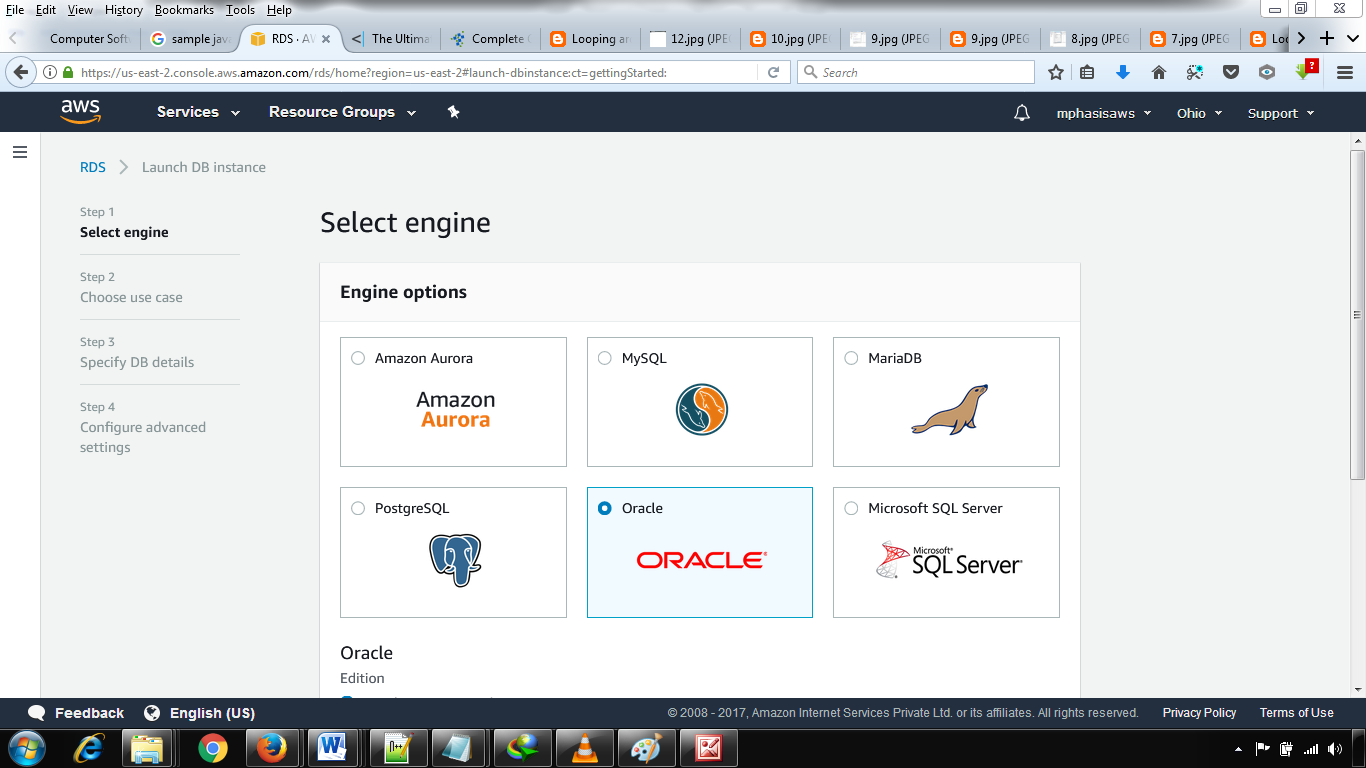 File Edit View History Bookmarks Tools Help
Computer Soft
sample jav
RDS · AW
The Ultima
Complete
Looping an
12.jpg (JPEG
10.jpg (JPEG
9.jpg (JPEG
9.jpg (JPEG
8.jpg (JPEG
7.jpg (JPEG
Loo
https://us-east-2.console.aws.amazon.com/rds/home?region=us-east-2#launch-dbinstance:ct=gettingStarted:
Search
aws
Services
Resource Groups
mphasisaws
Ohio
Support
RDS
Launch DB instance
Step 1
Select engine
Step 2
Choose use case
Step 3
Specify DB details
Step 4
Configure advanced
settings
Select engine
Engine options
Amazon Aurora
Amazon
Aurora
MySQL
MariaDB
PostgreSQL
Oracle
ORACLE®
Microsoft SQL Server
Microsoft®
SQL Server®
Oracle
Edition
Feedback
English (US)
© 2008 - 2017, Amazon Internet Services Private Ltd. or its affiliates. All rights reserved.
Privacy Policy
Terms of Use